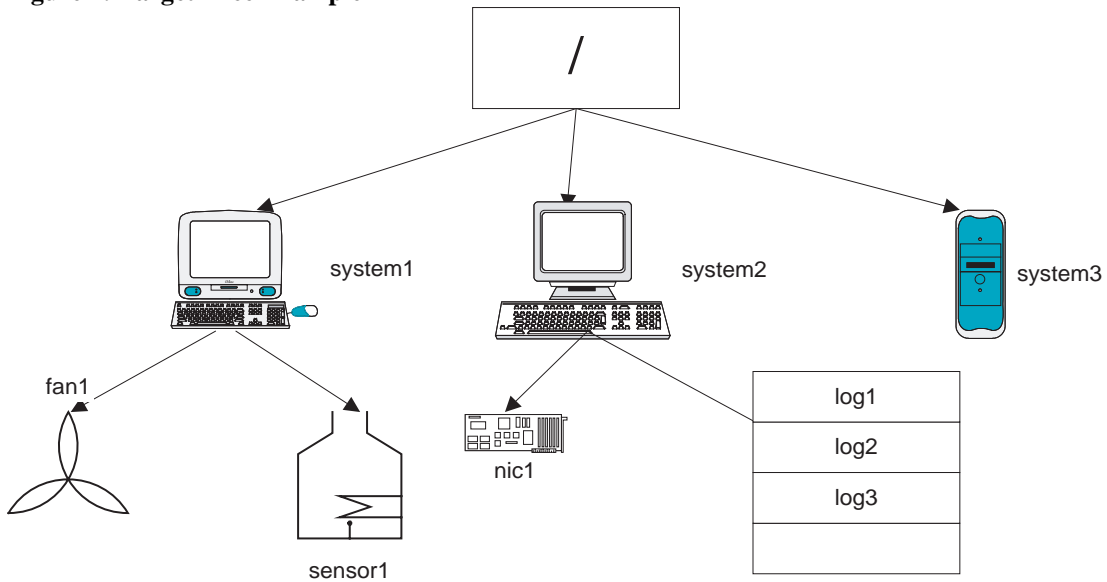 /
system1
system2
system3
fan1
sensor1
nic1
log1
log2
log3